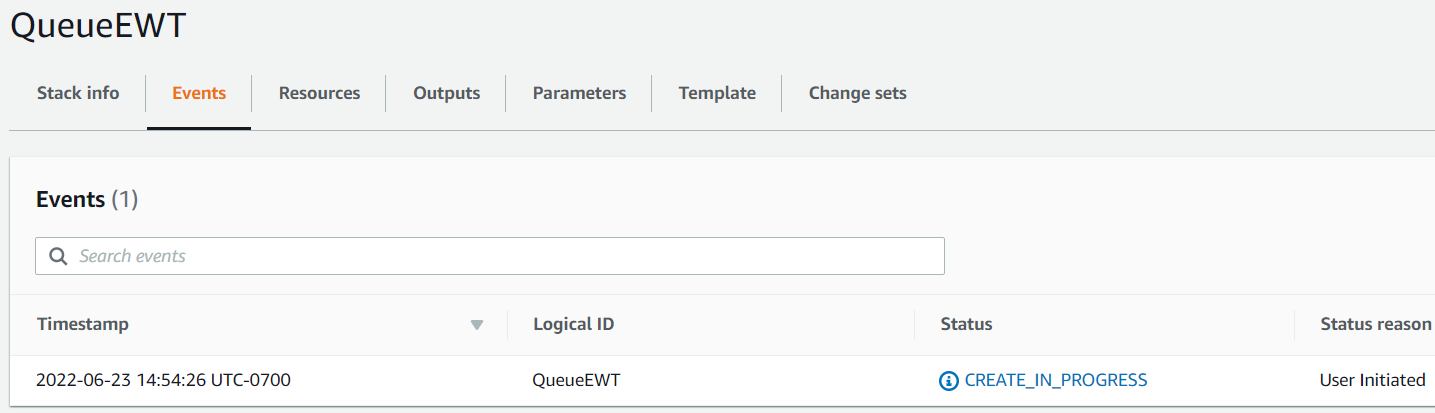 QueueEWT
Stack info Events Resources Outputs Parameters Template Change sets
Events (1)
Search events
Timestamp Logical ID Status Status reason
2022-06-23 14:54:26 UTC-0700 QueueEWT CREATE_IN_PROGRESS User Initiated